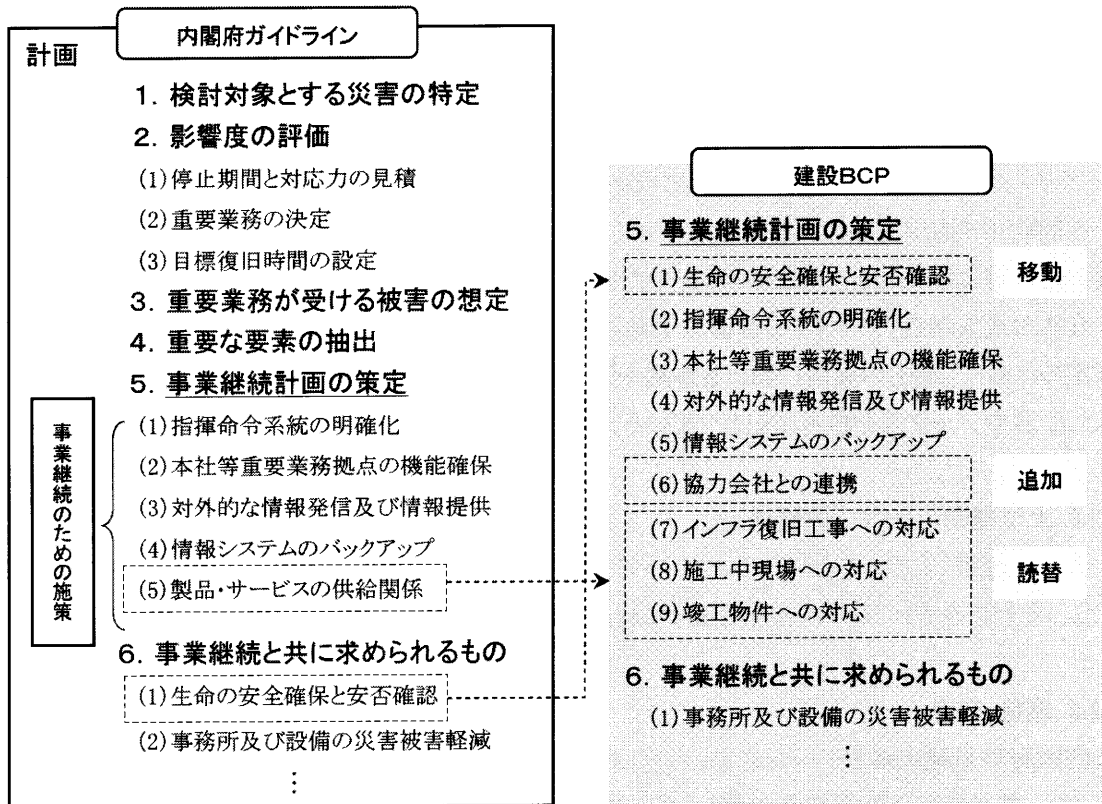 内閣府ガイドライン
計画
1. 検討対象とする災害の特定
2. 影響度の評価
(1)停止期間と対応力の見積
(2)重要業務の決定
(3)目標復旧時間の設定
3. 重要業務が受ける被害の想定
4. 重要な要素の抽出
5. 事業継続計画の策定
事業継続のための施策
(1)指揮命令系統の明確化
(2)本社等重要業務拠点の機能確保
(3)対外的な情報発信及び情報提供
(4)情報システムのバックアップ
(5)製品・サービスの供給関係
6. 事業継続と共に求められるもの
(1)生命の安全確保と安否確認
(2)事務所及び設備の災害被害軽減
⋮
建設BCP
5. 事業継続計画の策定
(1)生命の安全確保と安否確認 移動
(2)指揮命令系統の明確化
(3)本社等重要業務拠点の機能確保
(4)対外的な情報発信及び情報提供
(5)情報システムのバックアップ
(6)協力会社との連携 追加
(7)インフラ復旧工事への対応
(8)施工中現場への対応 読替
(9)竣工物件への対応
6. 事業継続と共に求められるもの
(1)事務所及び設備の災害被害軽減
⋮